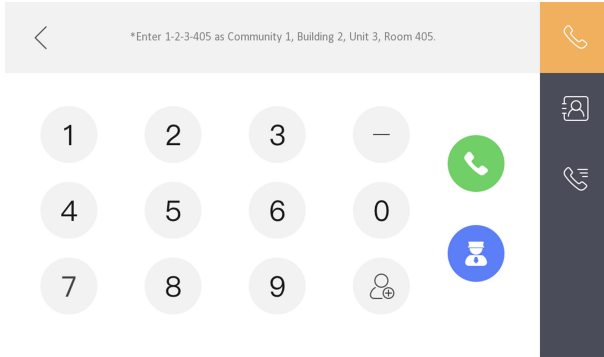 *Enter 1-2-3-405 as Community 1, Building 2, Unit 3, Room 405.
1 2 3 —
4 5 6 0
7 8 9